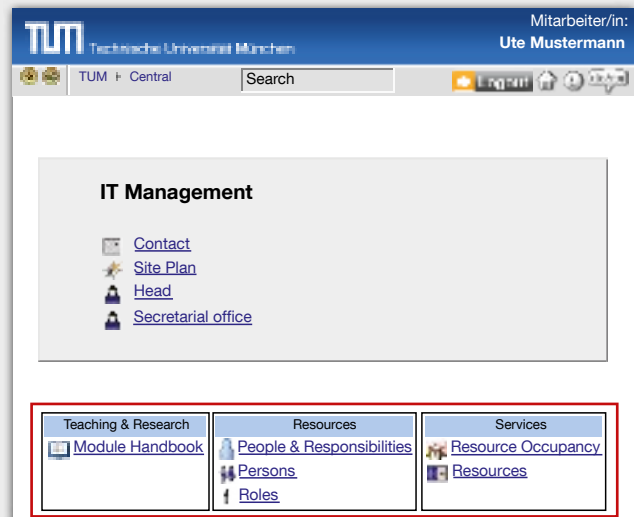 Mitarbeiter/in:
TUM Technische Universität München
Ute Mustermann
TUM Central
Search
Logout
IT Management
Contact
Site Plan
Head
Secretarial office
Teaching & Research
Module Handbook
Resources
People & Responsibilities
Persons
Roles
Services
Resource Occupancy
Resources